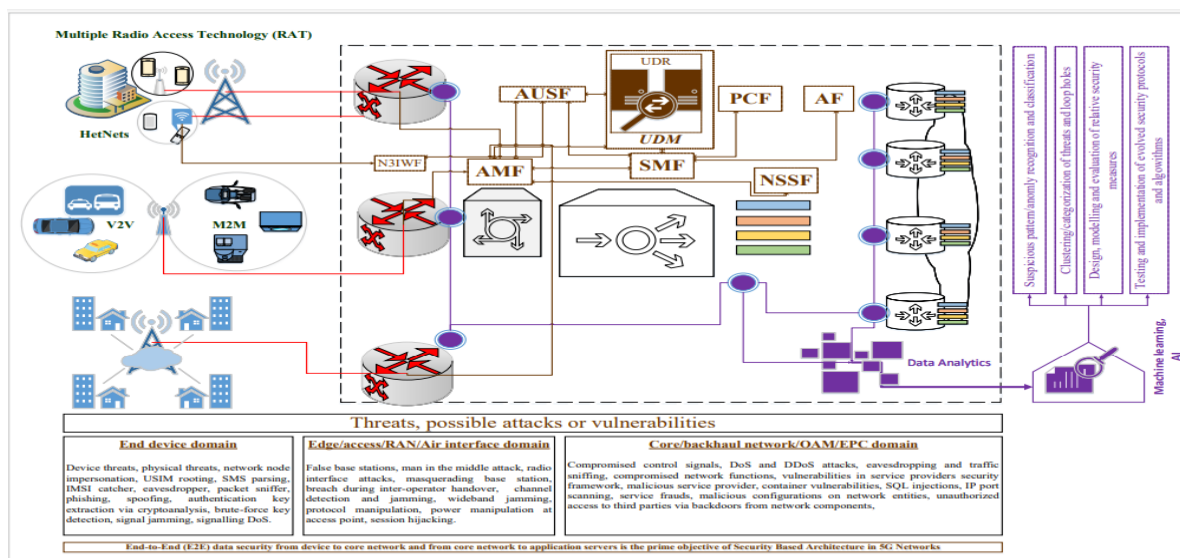 Multiple Radio Access Technology (RAT)
HetNets
V2V
M2M
N3IWF
AUSF
UDR
UDM
PCF
AF
AMF
SMF
NSSF
Data Analytics
Suspicious pattern/anomly recognition and classification
Clustering/categorization of threats and loop holes
Design, modelling and evaluation of relative security
measures
Testing and implementation of evolved security protocols
and algorithms
Machine learning,
AI
Threats, possible attacks or vulnerabilities
End device domain
Device threats, physical threats, network node
impersonation, USIM rooting, SMS parsing,
IMSI catcher, eavesdropper, packet sniffer,
phishing, spoofing, authentication key
extraction via cryptoanalysis, brute-force key
detection, signal jamming, signalling DoS.
Edge/access/RAN/Air interface domain
False base stations, man in the middle attack, radio
interface attacks, masquerading base station,
breach during inter-operator handover, channel
detection and jamming, wideband jamming,
protocol manipulation, power manipulation at
access point, session hijacking.
Core/backhaul network/OAM/EPC domain
Compromised control signals, DoS and DDoS attacks, eavesdropping and traffic
sniffing, compromised network functions, vulnerabilities in service providers security
framework, malicious service provider, container vulnerabilities, SQL injections, IP port
scanning, service frauds, malicious configurations on network entities, unauthorized
access to third parties via backdoors from network components,
End-to-End (E2E) data security from device to core network and from core network to application servers is the prime objective of Security Based Architecture in 5G Networks